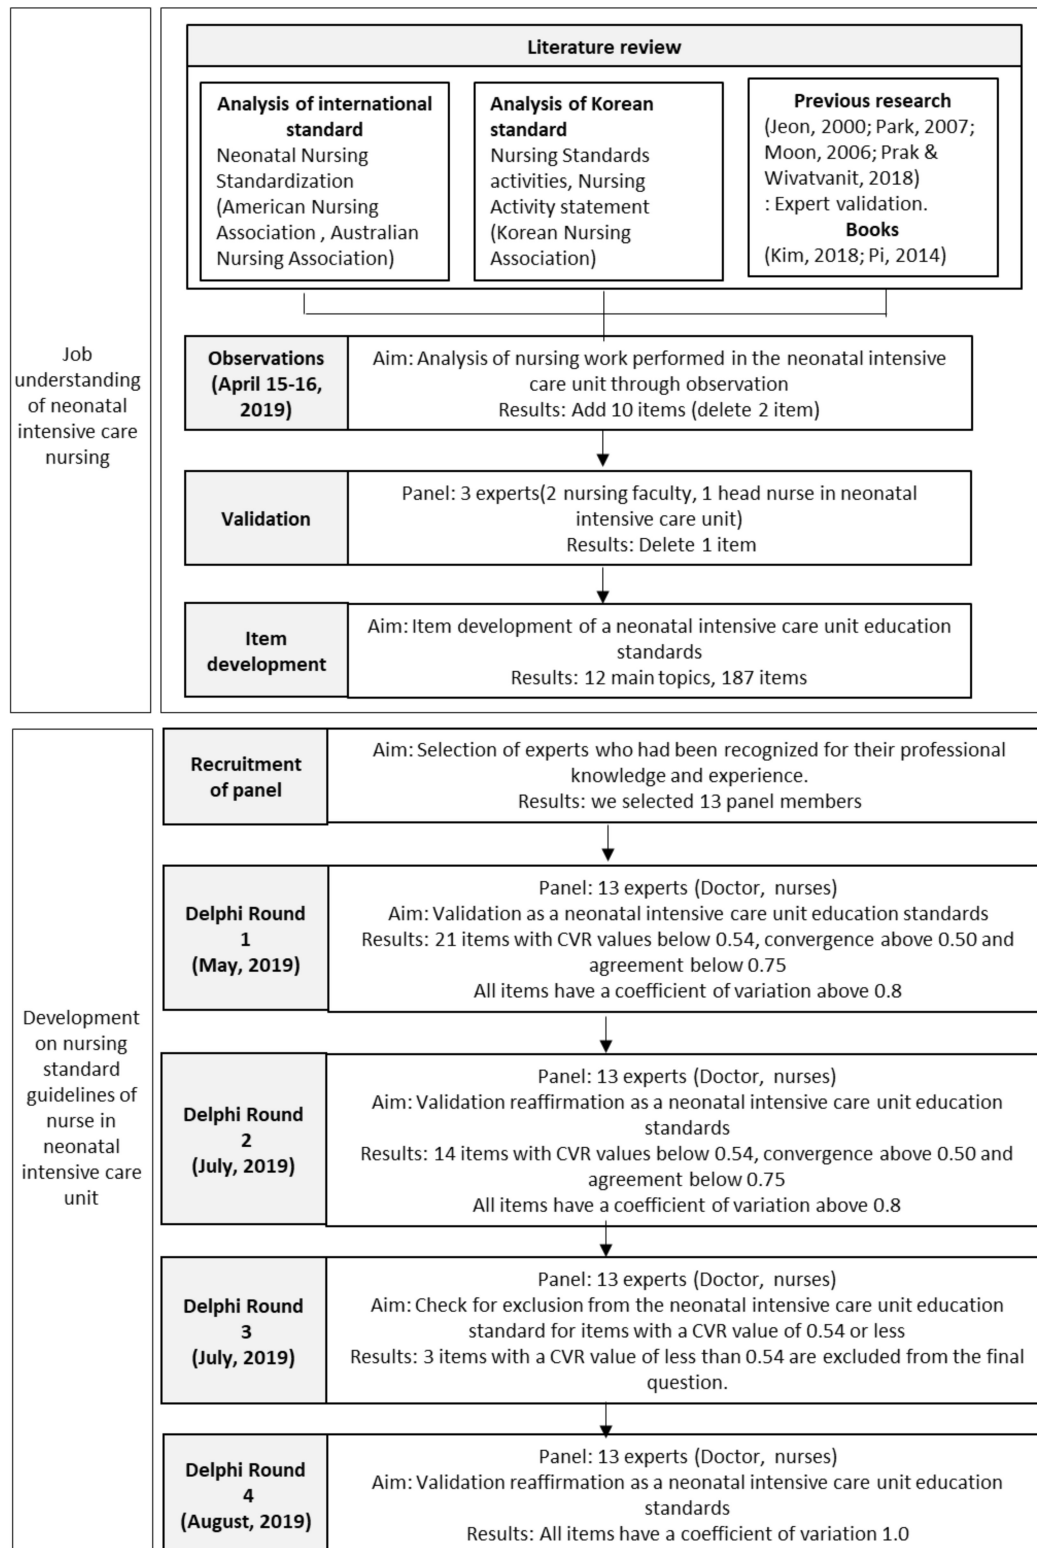 Literature review
Analysis of international
standard
Neonatal Nursing
Standardization
(American Nursing
Association , Australian
Nursing Association)
Analysis of Korean
standard
Nursing Standards
activities, Nursing
Activity statement
(Korean Nursing
Association)
Previous research
(Jeon, 2000; Park, 2007;
Moon, 2006; Prak &
Wivatvanit, 2018)
: Expert validation.
Books
(Kim, 2018; Pi, 2014)
Job
understanding
of neonatal
intensive care
nursing
Observations
(April 15-16,
2019)
Aim: Analysis of nursing work performed in the neonatal intensive
care unit through observation
Results: Add 10 items (delete 2 item)
Validation
Panel: 3 experts(2 nursing faculty, 1 head nurse in neonatal
intensive care unit)
Results: Delete 1 item
Item
development
Aim: Item development of a neonatal intensive care unit education
standards
Results: 12 main topics, 187 items
Development
on nursing
standard
guidelines of
nurse in
neonatal
intensive care
unit
Recruitment
of panel
Aim: Selection of experts who had been recognized for their professional
knowledge and experience.
Results: we selected 13 panel members
Delphi Round
1
(May, 2019)
Panel: 13 experts (Doctor, nurses)
Aim: Validation as a neonatal intensive care unit education standards
Results: 21 items with CVR values below 0.54, convergence above 0.50 and
agreement below 0.75
All items have a coefficient of variation above 0.8
Delphi Round
2
(July, 2019)
Panel: 13 experts (Doctor, nurses)
Aim: Validation reaffirmation as a neonatal intensive care unit education
standards
Results: 14 items with CVR values below 0.54, convergence above 0.50 and
agreement below 0.75
All items have a coefficient of variation above 0.8
Delphi Round
3
(July, 2019)
Panel: 13 experts (Doctor, nurses)
Aim: Check for exclusion from the neonatal intensive care unit education
standard for items with a CVR value of 0.54 or less
Results: 3 items with a CVR value of less than 0.54 are excluded from the final
question.
Delphi Round
4
(August, 2019)
Panel: 13 experts (Doctor, nurses)
Aim: Validation reaffirmation as a neonatal intensive care unit education
standards
Results: All items have a coefficient of variation 1.0